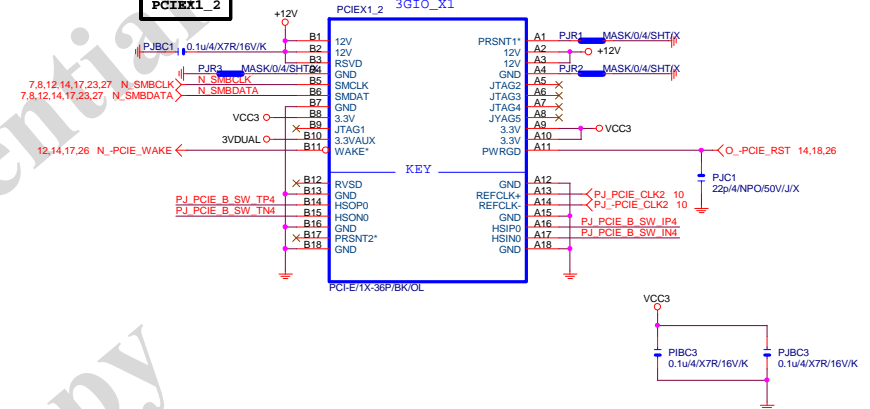 PCIEX1_2
+12V
PCIEX1_2 3GIO_X1
PJBC1 0.1u/4/X7R/16V/K
PJR3 MASK/0/4/SHT/X
7,8,12,14,17,23,27 N_SMBCLK N_SMBCLK
7,8,12,14,17,23,27 N_SMBDATA N_SMBDATA
VCC3
3VDUAL
12,14,17,26 N_-PCIE_WAKE
PJ_PCIE_B_SW_TP4
PJ_PCIE_B_SW_TN4
B1 12V
B2 12V
B3 RSVD
B4 GND
B5 SMCLK
B6 SMDAT
B7 GND
B8 3.3V
B9 JTAG1
B10 3.3VAUX
B11 WAKE*
KEY
B12 RVSD
B13 GND
B14 HSOP0
B15 HSON0
B16 GND
B17 PRSNT2*
B18 GND
PRSNT1* A1
12V A2
12V A3
GND A4
JTAG2 A5
JTAG3 A6
JTAG4 A7
JYAG5 A8
3.3V A9
3.3V A10
PWRGD A11
GND A12
REFCLK+ A13
REFCLK- A14
GND A15
HSIP0 A16
HSIN0 A17
GND A18
PJR1 MASK/0/4/SHT/X
+12V
PJR2 MASK/0/4/SHT/X
VCC3
O_-PCIE_RST 14,18,26
PJC1
22p/4/NPO/50V/J/X
PJ_PCIE_CLK2 10
PJ_-PCIE_CLK2 10
PJ_PCIE_B_SW_IP4
PJ_PCIE_B_SW_IN4
PCI-E/1X-36P/BK/OL
VCC3
PIBC3
0.1u/4/X7R/16V/K
PJBC3
0.1u/4/X7R/16V/K